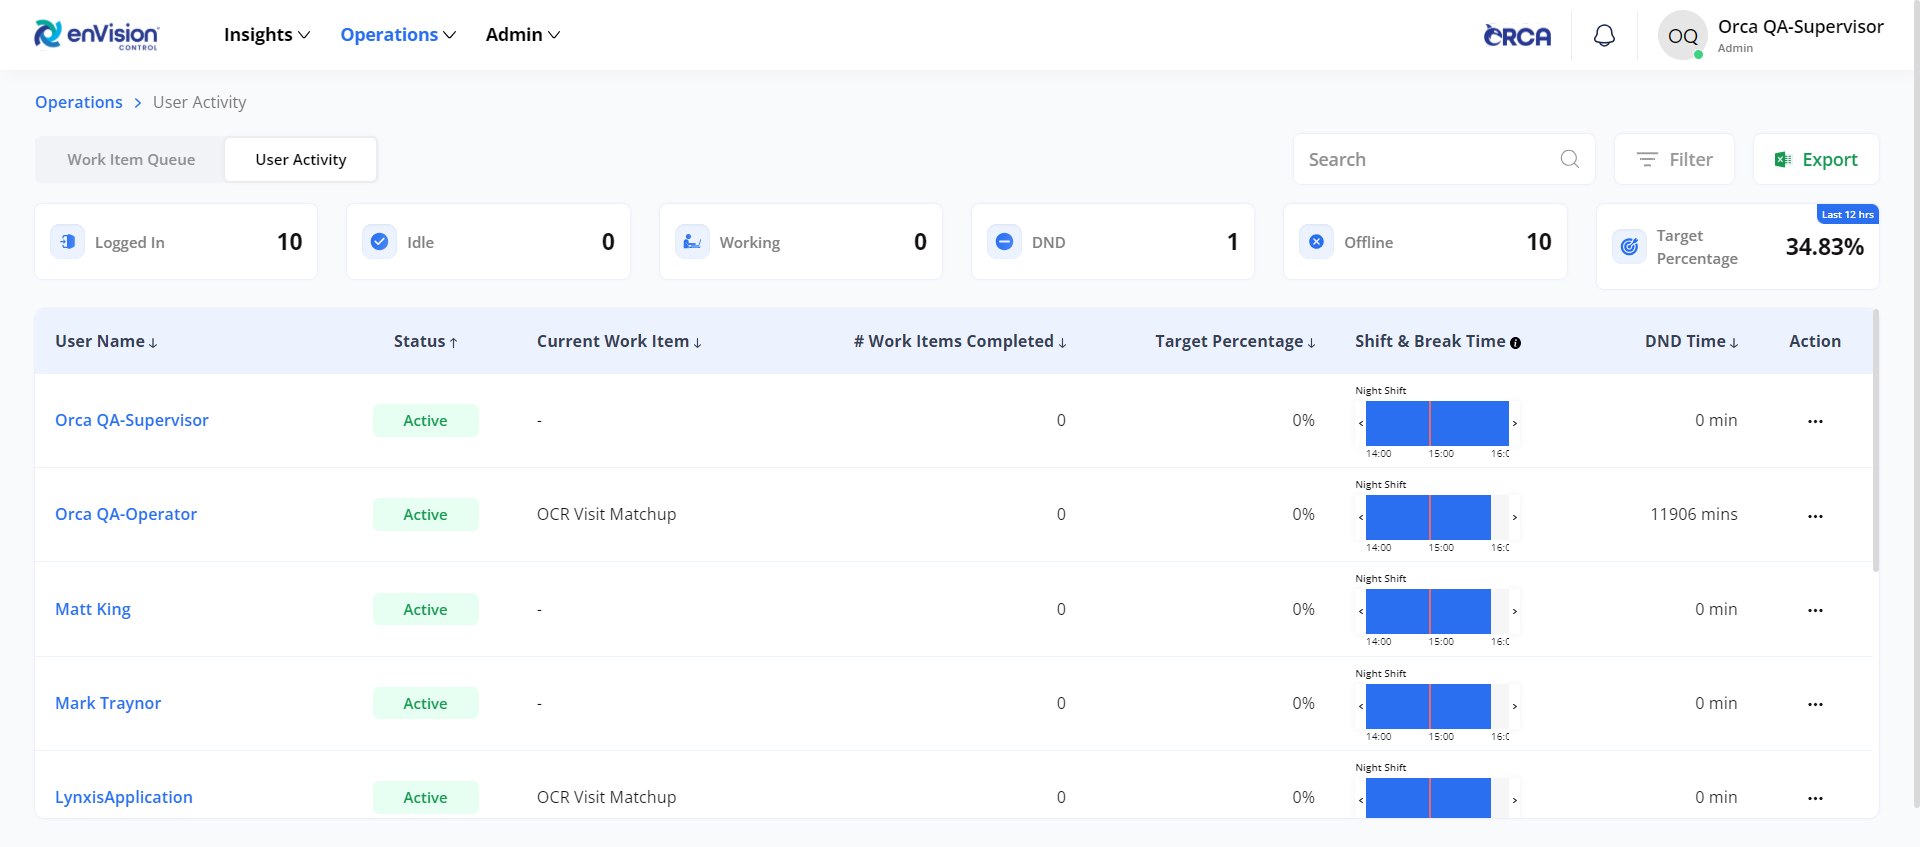 enVision
CONTROL
Insights
Operations
Admin
ORCA
OQ
Orca QA-Supervisor
Admin
Operations > User Activity
Work Item Queue
User Activity
Search
Filter
Export
Logged In 10
Idle 0
Working 0
DND 1
Offline 10
Last 12 hrs
Target
Percentage
34.83%
User Name↓ Status↑ Current Work Item↓ # Work Items Completed↓ Target Percentage↓ Shift & Break Time DND Time↓ Action
Night Shift
Orca QA-Supervisor Active - 0 0% < > 0 min ...
14:00 15:00
Night Shift
Orca QA-Operator Active OCR Visit Matchup 0 0% < > 11906 mins ...
14:00 15:00
Night Shift
Matt King Active - 0 0% < > 0 min ...
14:00 15:00
Night Shift
Mark Traynor Active - 0 0% < > 0 min ...
14:00 15:00
Night Shift
LynxisApplication Active OCR Visit Matchup 0 0% < > 0 min ...